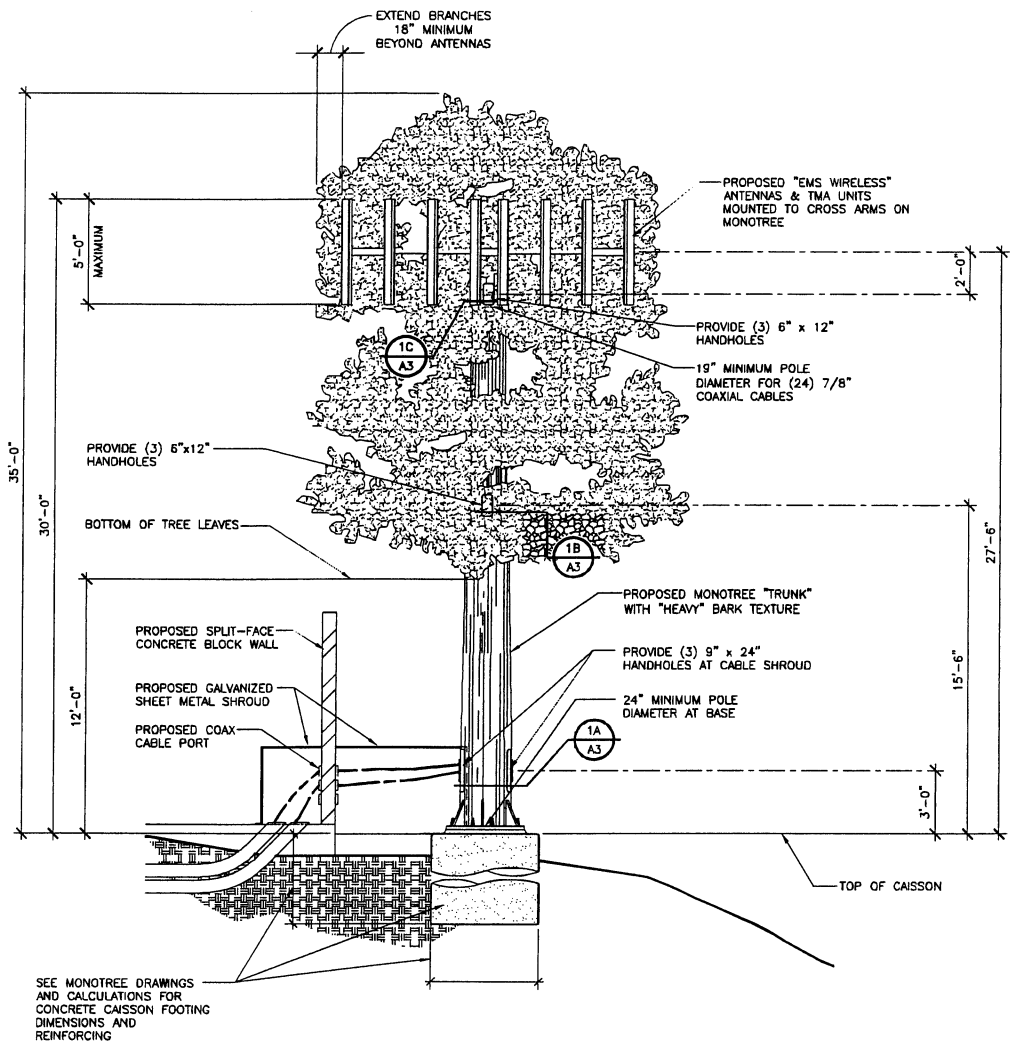 EXTEND BRANCHES
18" MINIMUM
BEYOND ANTENNAS
PROPOSED "EMS WIRELESS"
ANTENNAS & TMA UNITS
MOUNTED TO CROSS ARMS ON
MONOTREE
5'-0"
MAXIMUM
2'-0"
PROVIDE (3) 6" x 12"
HANDHOLES
1C
A3
19" MINIMUM POLE
DIAMETER FOR (24) 7/8"
COAXIAL CABLES
PROVIDE (3) 6"x12"
HANDHOLES
35'-0"
30'-0"
27'-6"
BOTTOM OF TREE LEAVES
1B
A3
PROPOSED MONOTREE "TRUNK"
WITH "HEAVY" BARK TEXTURE
PROPOSED SPLIT-FACE
CONCRETE BLOCK WALL
PROVIDE (3) 9" x 24"
HANDHOLES AT CABLE SHROUD
15'-6"
12'-0"
PROPOSED GALVANIZED
SHEET METAL SHROUD
24" MINIMUM POLE
DIAMETER AT BASE
PROPOSED COAX
CABLE PORT
1A
A3
3'-0"
TOP OF CAISSON
SEE MONOTREE DRAWINGS
AND CALCULATIONS FOR
CONCRETE CAISSON FOOTING
DIMENSIONS AND
REINFORCING